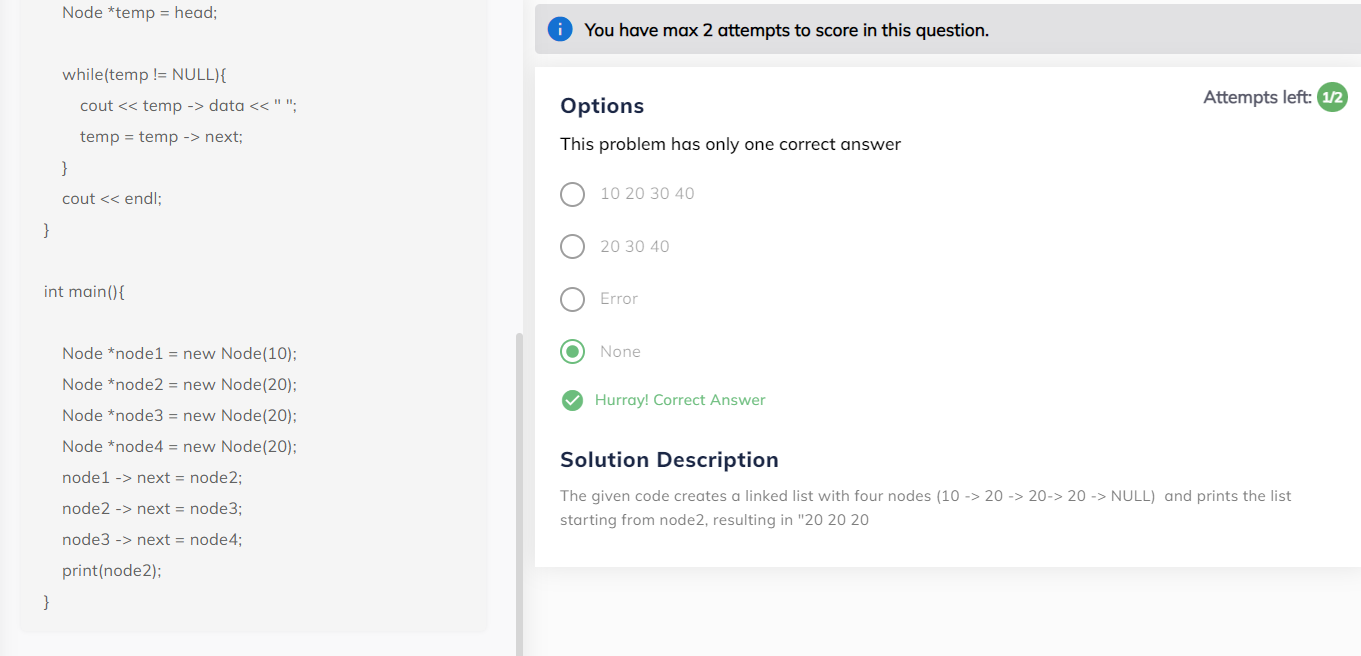 Node *temp = head;
while(temp != NULL){
cout << temp -> data << " ";
temp = temp -> next;
}
cout << endl;
}
int main(){
Node *node1 = new Node(10);
Node *node2 = new Node(20);
Node *node3 = new Node(20);
Node *node4 = new Node(20);
node1 -> next = node2;
node2 -> next = node3;
node3 -> next = node4;
print(node2);
}
You have max 2 attempts to score in this question.
Attempts left: 1/2
Options
This problem has only one correct answer
10 20 30 40
20 30 40
Error
None
Hurray! Correct Answer
Solution Description
The given code creates a linked list with four nodes (10 -> 20 -> 20-> 20 -> NULL)  and prints the list
starting from node2, resulting in "20 20 20